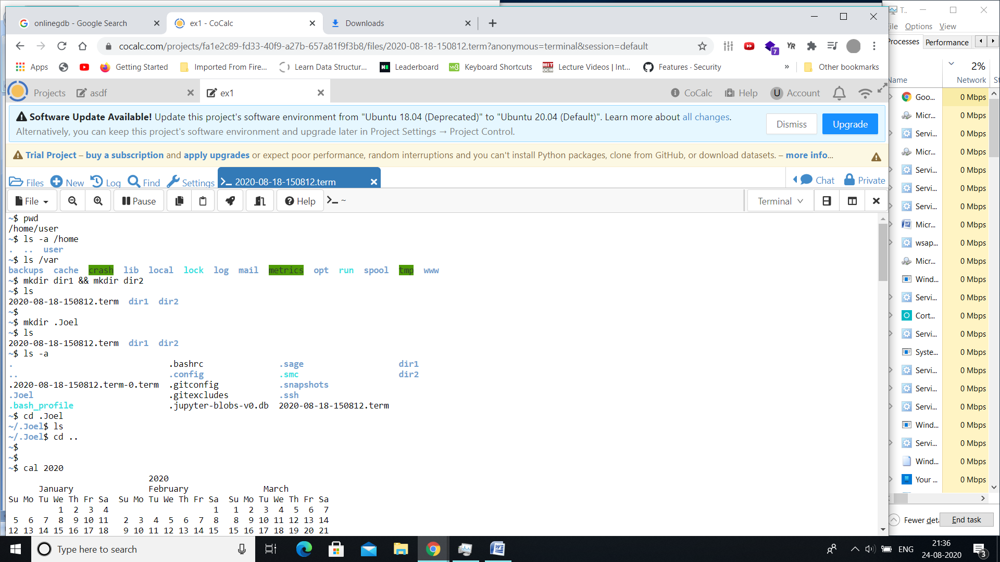 onlinegdb - Google Search
ex1 - CoCalc
Downloads
cocalc.com/projects/fa1e2c89-fd33-40f9-a27b-657a81f9f3b8/files/2020-08-18-150812.term?anonymous=terminal&session=default
7
YR
Apps
Getting Started
Imported From Fire...
Learn Data Structur...
Leaderboard
Keyboard Shortcuts
Lecture Videos | Int...
Features · Security
»
Other bookmarks
Projects
asdf
ex1
CoCalc
Help
U Account
Software Update Available! Update this project's software environment from "Ubuntu 18.04 (Deprecated)" to "Ubuntu 20.04 (Default)". Learn more about all changes.
Alternatively, you can keep this project's software environment and upgrade later in Project Settings → Project Control.
Dismiss
Upgrade
Trial Project – buy a subscription and apply upgrades or expect poor performance, random interruptions and you can't install Python packages, clone from GitHub, or download datasets. – more info...
Files
New
Log
Find
Settings
2020-08-18-150812.term
Chat
Private
File
Pause
Help
~
Terminal
~$ pwd
/home/user
~$ ls -a /home
.  ..  user
~$ ls /var
backups  cache  crash  lib  local  lock  log  mail  metrics  opt  run  spool  tmp  www
~$ mkdir dir1 && mkdir dir2
~$ ls
2020-08-18-150812.term  dir1  dir2
~$
~$ mkdir .Joel
~$ ls
2020-08-18-150812.term  dir1  dir2
~$ ls -a
.  .bashrc  .sage  dir1
..  .config  .smc  dir2
.2020-08-18-150812.term-0.term  .gitconfig  .snapshots
.Joel  .gitexcludes  .ssh
.bash_profile  .jupyter-blobs-v0.db  2020-08-18-150812.term
~$ cd .Joel
~/.Joel$ ls
~/.Joel$ cd ..
~$
~$
~$ cal 2020
2020
January  February  March
Su Mo Tu We Th Fr Sa  Su Mo Tu We Th Fr Sa  Su Mo Tu We Th Fr Sa
1  2  3  4  1  1  2  3  4  5  6  7
5  6  7  8  9 10 11  2  3  4  5  6  7  8  8  9 10 11 12 13 14
12 13 14 15 16 17 18  9 10 11 12 13 14 15  15 16 17 18 19 20 21
T..
Options
View
Processes
Performance
2%
Network
Goo... 0 Mbps
Micr... 0 Mbps
Servi... 0 Mbps
Micr... 0 Mbps
Servi... 0 Mbps
Servi... 0 Mbps
Servi... 0 Mbps
Micr... 0 Mbps
wsap... 0 Mbps
Micr... 0 Mbps
Wind... 0 Mbps
Servi... 0 Mbps
Cort... 0 Mbps
Servi... 0 Mbps
Syste... 0 Mbps
Servi... 0 Mbps
Servi... 0 Mbps
Servi... 0 Mbps
Wind... 0 Mbps
Servi... 0 Mbps
Wind... 0 Mbps
Your ... 0 Mbps
Fewer
End task
Type here to search
ENG
21:36
24-08-2020
3